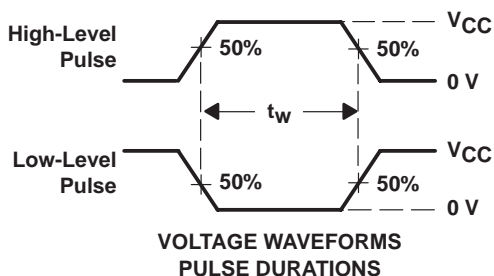 High-Level
Pulse
50%
50%
VCC
0 V
tw
Low-Level
Pulse
50%
50%
VCC
0 V
VOLTAGE WAVEFORMS
PULSE DURATIONS